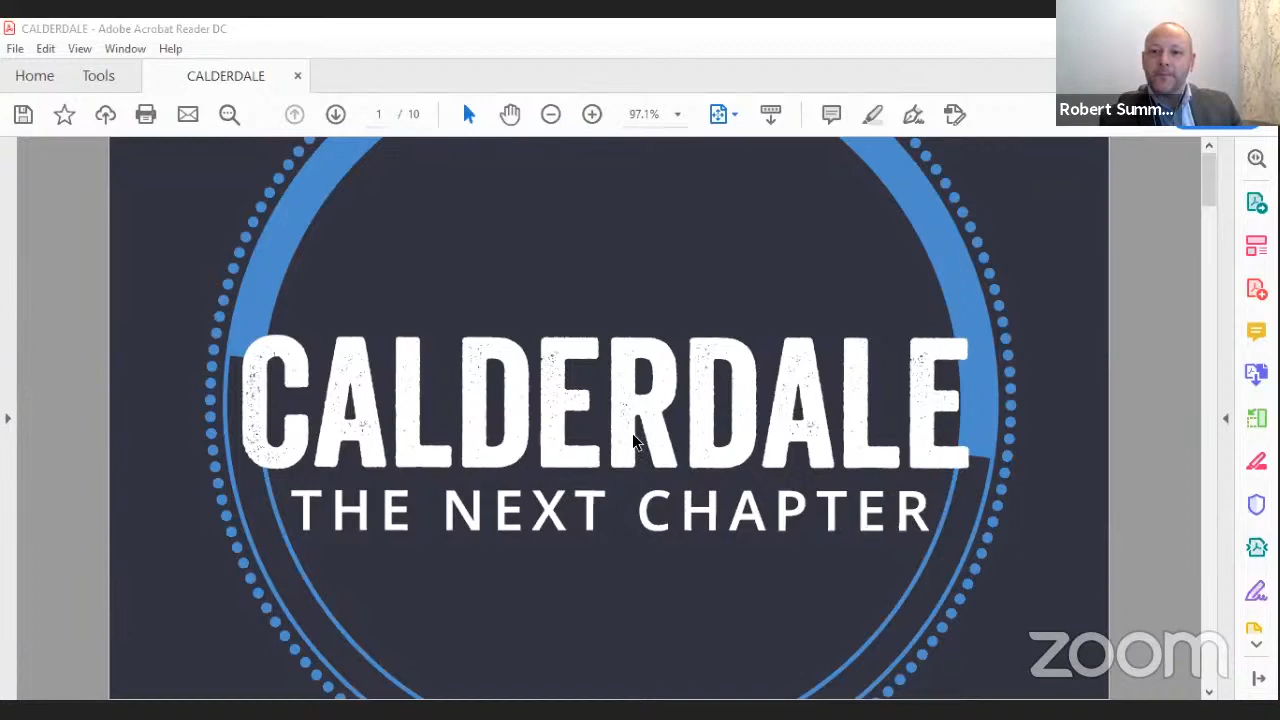 CALDERDALE - Adobe Acrobat Reader DC
File Edit View Window Help
Home Tools CALDERDALE ×
1 / 10 97.1%
Robert Summ...
CALDERDALE
THE NEXT CHAPTER
zoom